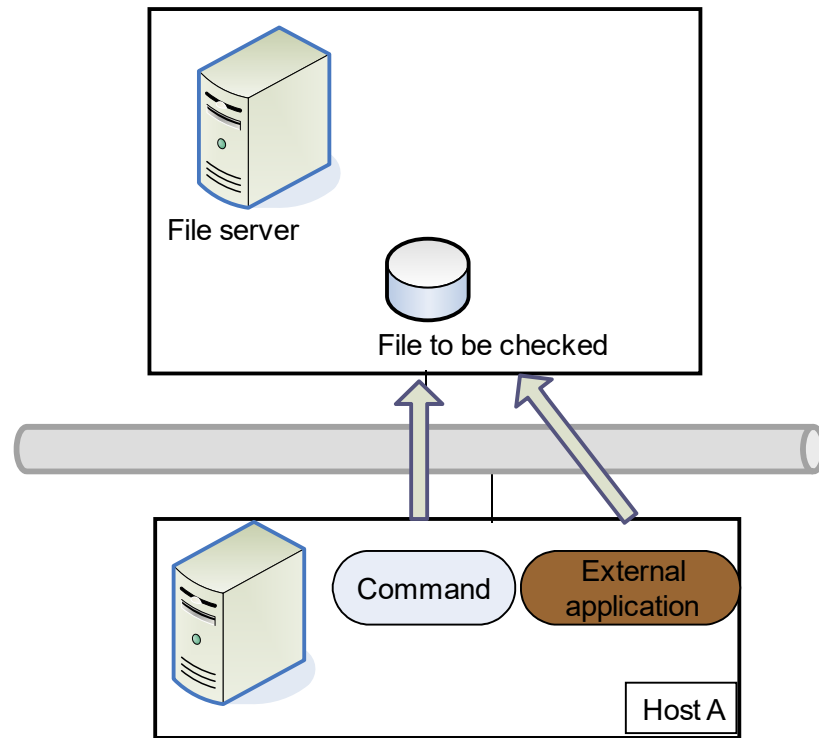 File server
File to be checked
Command
External
application
Host A